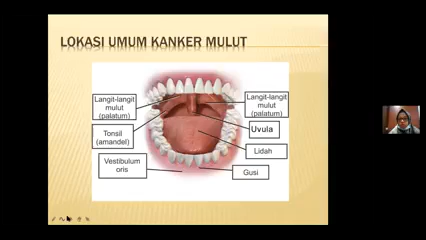 LOKASI UMUM KANKER MULUT
Langit-langit
mulut
(palatum)
Langit-langit
mulut
(palatum)
Tonsil
(amandel)
Uvula
Lidah
Vestibulum
oris
Gusi